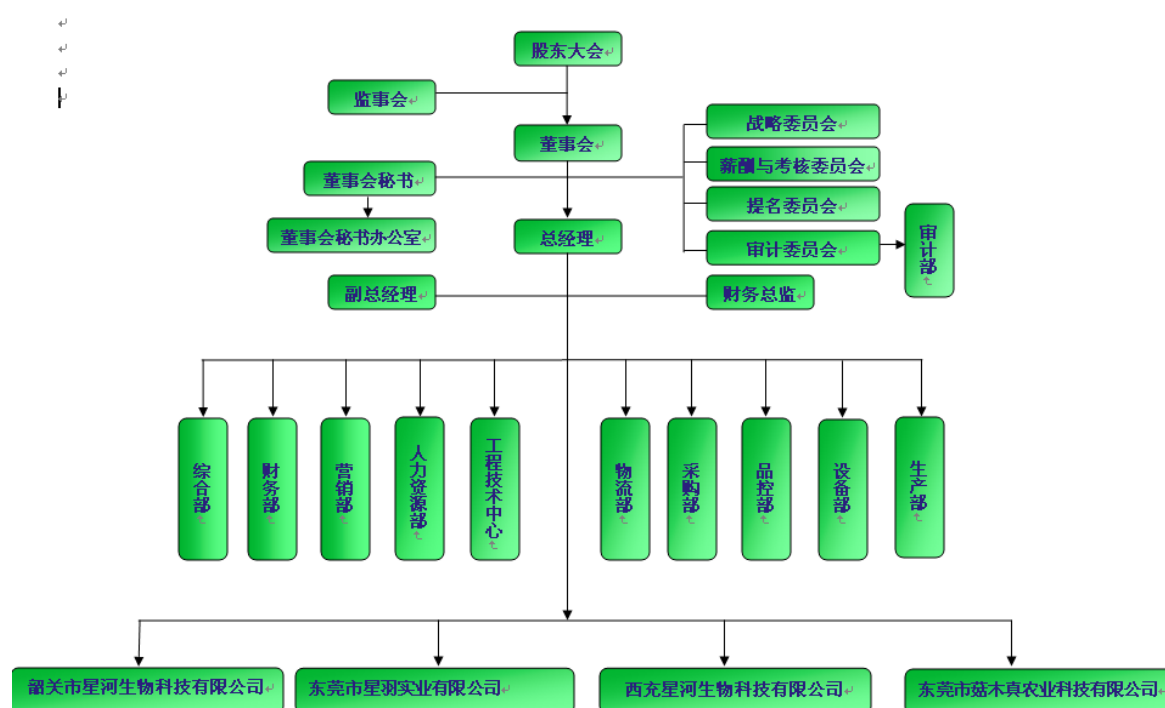 股东大会
监事会
董事会
战略委员会
薪酬与考核委员会
董事会秘书
提名委员会
董事会秘书办公室
总经理
审计委员会
审计部
副总经理
财务总监
综合部
财务部
营销部
人力资源部
工程技术中心
物流部
采购部
品控部
设备部
生产部
韶关市星河生物科技有限公司
东莞市星羽实业有限公司
西充星河生物科技有限公司
东莞市菇木真农业科技有限公司